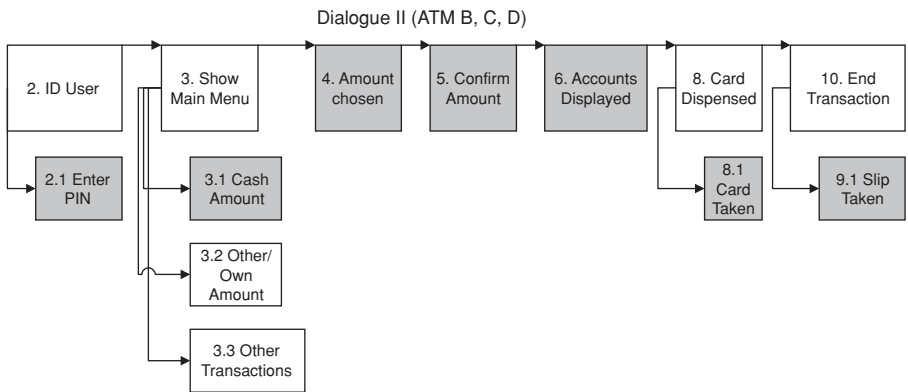 Dialogue II (ATM B, C, D)
2. ID User
3. Show
Main Menu
4. Amount
chosen
5. Confirm
Amount
6. Accounts
Displayed
8. Card
Dispensed
10. End
Transaction
2.1 Enter
PIN
3.1 Cash
Amount
8.1
Card
Taken
9.1 Slip
Taken
3.2 Other/
Own
Amount
3.3 Other
Transactions